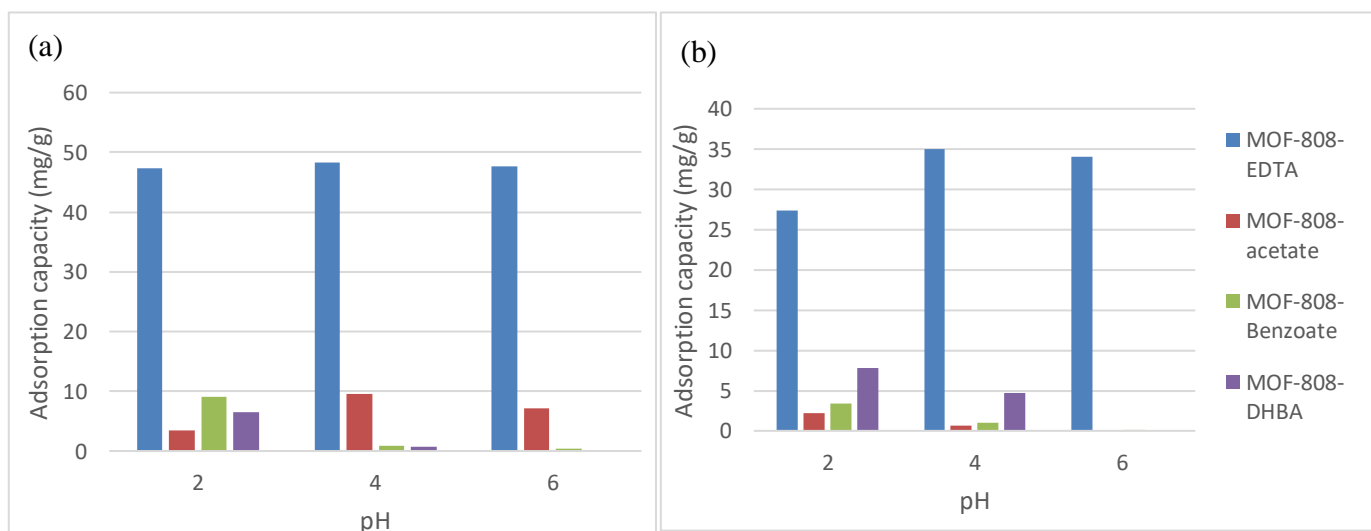 (a)
Adsorption capacity (mg/g)
60
50
40
30
20
10
0
2 4 6
pH
(b)
Adsorption capacity (mg/g)
40
35
30
25
20
15
10
5
0
2 4 6
pH
MOF-808-
EDTA
MOF-808-
acetate
MOF-808-
Benzoate
MOF-808-
DHBA